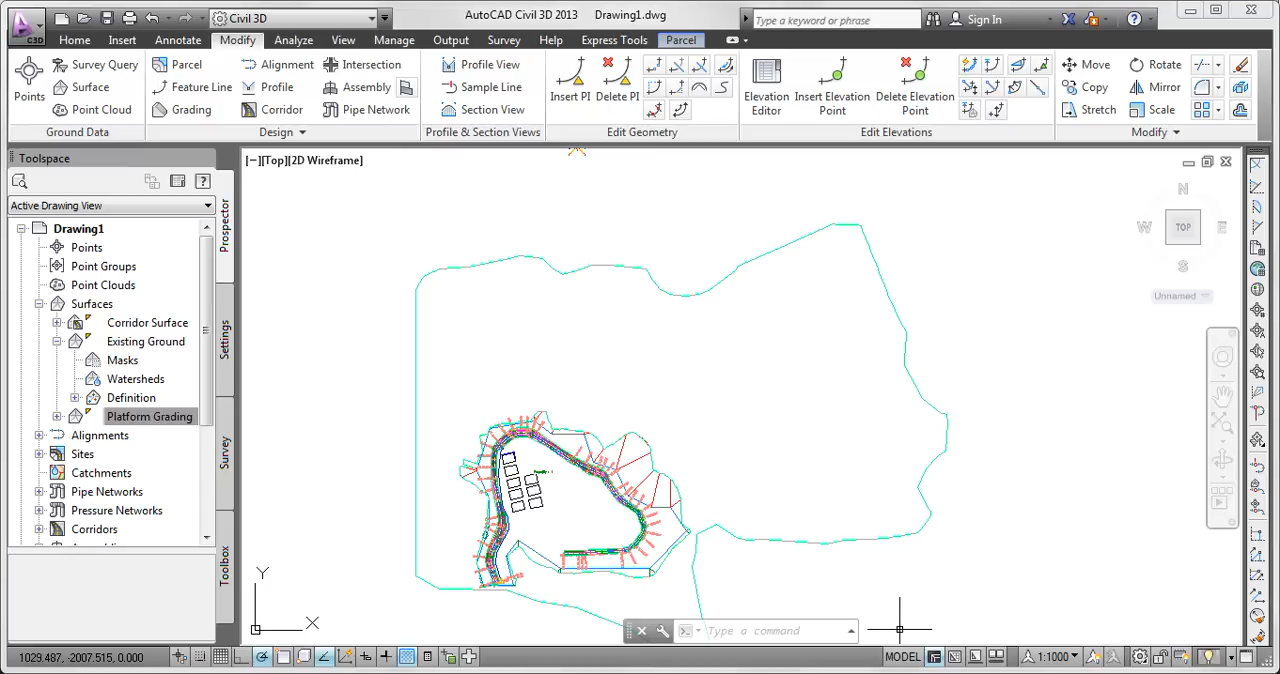 Civil 3D
AutoCAD Civil 3D 2013 Drawing1.dwg
Type a keyword or phrase
Sign In
C3D
Home Insert Annotate Modify Analyze View Manage Output Survey Help Express Tools Parcel
Points
Survey Query
Surface
Point Cloud
Ground Data
Parcel
Feature Line
Grading
Alignment
Profile
Corridor
Intersection
Assembly
Pipe Network
Design
Profile View
Sample Line
Section View
Profile & Section Views
Insert PI
Delete PI
Edit Geometry
Elevation
Editor
Insert Elevation
Point
Delete Elevation
Point
Edit Elevations
Move
Copy
Stretch
Rotate
Mirror
Scale
Modify
Toolspace
Active Drawing View
Drawing1
Points
Point Groups
Point Clouds
Surfaces
Corridor Surface
Existing Ground
Masks
Watersheds
Definition
Platform Grading
Alignments
Sites
Catchments
Pipe Networks
Pressure Networks
Corridors
Prospector
Settings
Survey
Toolbox
[−][Top][2D Wireframe]
N
W
TOP
E
S
Unnamed
Y
X
Type a command
1029.487, -2007.515, 0.000
MODEL
1:1000